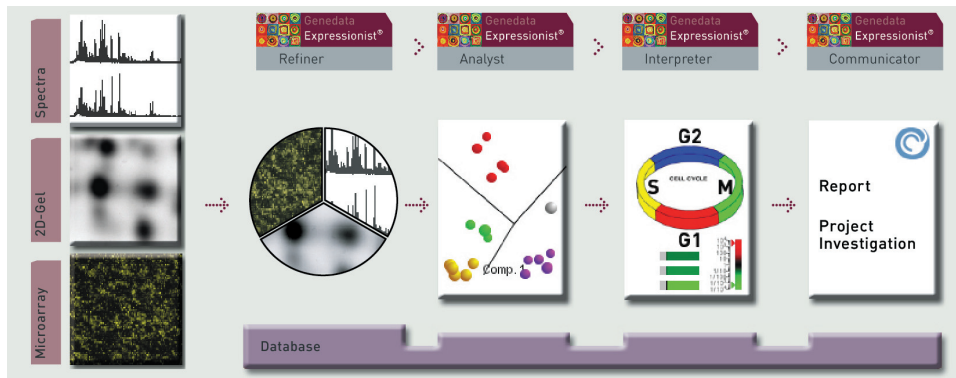 Spectra
2D-Gel
Microarray
Genedata
Expressionist®
Refiner
Genedata
Expressionist®
Analyst
Genedata
Expressionist®
Interpreter
Genedata
Expressionist®
Communicator
Comp. 1
G2
CELL CYCLE
S
M
G1
Report
Project
Investigation
Database